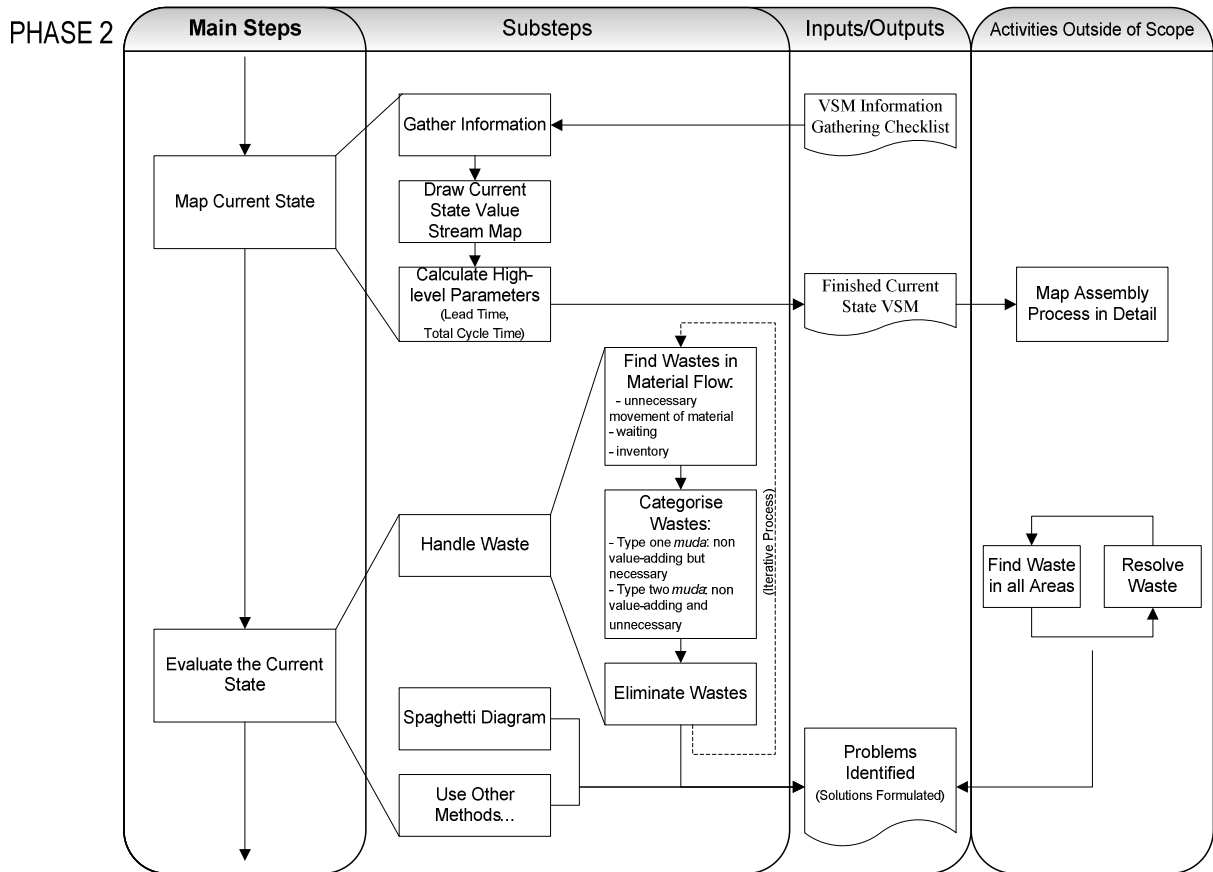 PHASE 2
Main Steps
Substeps
Inputs/Outputs
Activities Outside of Scope
Map Current State
Gather Information
VSM Information
Gathering Checklist
Draw Current
State Value
Stream Map
Calculate High-
level Parameters
(Lead Time,
Total Cycle Time)
Finished Current
State VSM
Map Assembly
Process in Detail
Find Wastes in
Material Flow:
- unnecessary
movement of material
- waiting
- inventory
Handle Waste
Categorise
Wastes:
- Type one muda: non
value-adding but
necessary
- Type two muda: non
value-adding and
unnecessary
(Iterative Process)
Find Waste
in all Areas
Resolve
Waste
Evaluate the Current
State
Eliminate Wastes
Spaghetti Diagram
Use Other
Methods...
Problems
Identified
(Solutions Formulated)